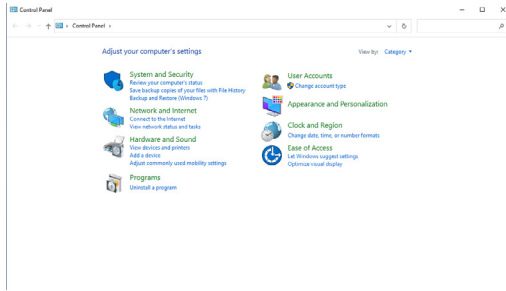 Control Panel
Control Panel
Adjust your computer's settings
View by: Category
System and Security
Review your computer's status
Save backup copies of your files with File History
Backup and Restore (Windows 7)
Network and Internet
Connect to the Internet
View network status and tasks
Hardware and Sound
View devices and printers
Add a device
Adjust commonly used mobility settings
Programs
Uninstall a program
User Accounts
Change account type
Appearance and Personalization
Clock and Region
Change date, time, or number formats
Ease of Access
Let Windows suggest settings
Optimize visual display